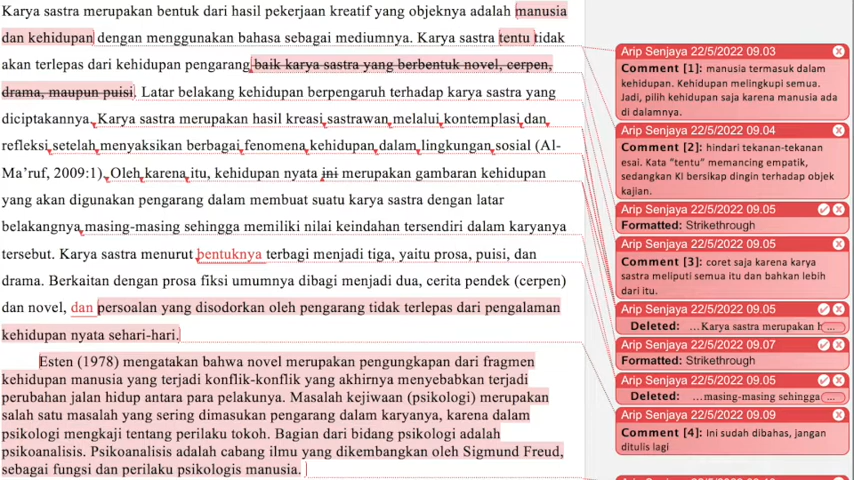 Karya sastra merupakan bentuk dari hasil pekerjaan kreatif yang objeknya adalah manusia
dan kehidupan dengan menggunakan bahasa sebagai mediumnya. Karya sastra tentu tidak
akan terlepas dari kehidupan pengarang baik karya sastra yang berbentuk novel, cerpen,
drama, maupun puisi. Latar belakang kehidupan berpengaruh terhadap karya sastra yang
diciptakannya. Karya sastra merupakan hasil kreasi sastrawan melalui kontemplasi dan
refleksi setelah menyaksikan berbagai fenomena kehidupan dalam lingkungan sosial (Al-
Ma’ruf, 2009:1). Oleh karena itu, kehidupan nyata ini merupakan gambaran kehidupan
yang akan digunakan pengarang dalam membuat suatu karya sastra dengan latar
belakangnya masing-masing sehingga memiliki nilai keindahan tersendiri dalam karyanya
tersebut. Karya sastra menurut bentuknya terbagi menjadi tiga, yaitu prosa, puisi, dan
drama. Berkaitan dengan prosa fiksi umumnya dibagi menjadi dua, cerita pendek (cerpen)
dan novel, dan persoalan yang disodorkan oleh pengarang tidak terlepas dari pengalaman
kehidupan nyata sehari-hari.
Esten (1978) mengatakan bahwa novel merupakan pengungkapan dari fragmen
kehidupan manusia yang terjadi konflik-konflik yang akhirnya menyebabkan terjadi
perubahan jalan hidup antara para pelakunya. Masalah kejiwaan (psikologi) merupakan
salah satu masalah yang sering dimasukan pengarang dalam karyanya, karena dalam
psikologi mengkaji tentang perilaku tokoh. Bagian dari bidang psikologi adalah
psikoanalisis. Psikoanalisis adalah cabang ilmu yang dikembangkan oleh Sigmund Freud,
sebagai fungsi dan perilaku psikologis manusia.
Arip Senjaya 22/5/2022 09.03
Comment [1]: manusia termasuk dalam
kehidupan. Kehidupan melingkupi semua.
Jadi, pilih kehidupan saja karena manusia ada
di dalamnya.
Arip Senjaya 22/5/2022 09.04
Comment [2]: hindari tekanan-tekanan
esai. Kata “tentu” memancing empatik,
sedangkan KI bersikap dingin terhadap objek
kajian.
Arip Senjaya 22/5/2022 09.05
Formatted: Strikethrough
Arip Senjaya 22/5/2022 09.05
Comment [3]: coret saja karena karya
sastra meliputi semua itu dan bahkan lebih
dari itu.
Arip Senjaya 22/5/2022 09.05
Deleted: ...Karya sastra merupakan ...
Arip Senjaya 22/5/2022 09.07
Formatted: Strikethrough
Arip Senjaya 22/5/2022 09.05
Deleted: ...masing-masing sehingga ...
Arip Senjaya 22/5/2022 09.09
Comment [4]: Ini sudah dibahas, jangan
ditulis lagi